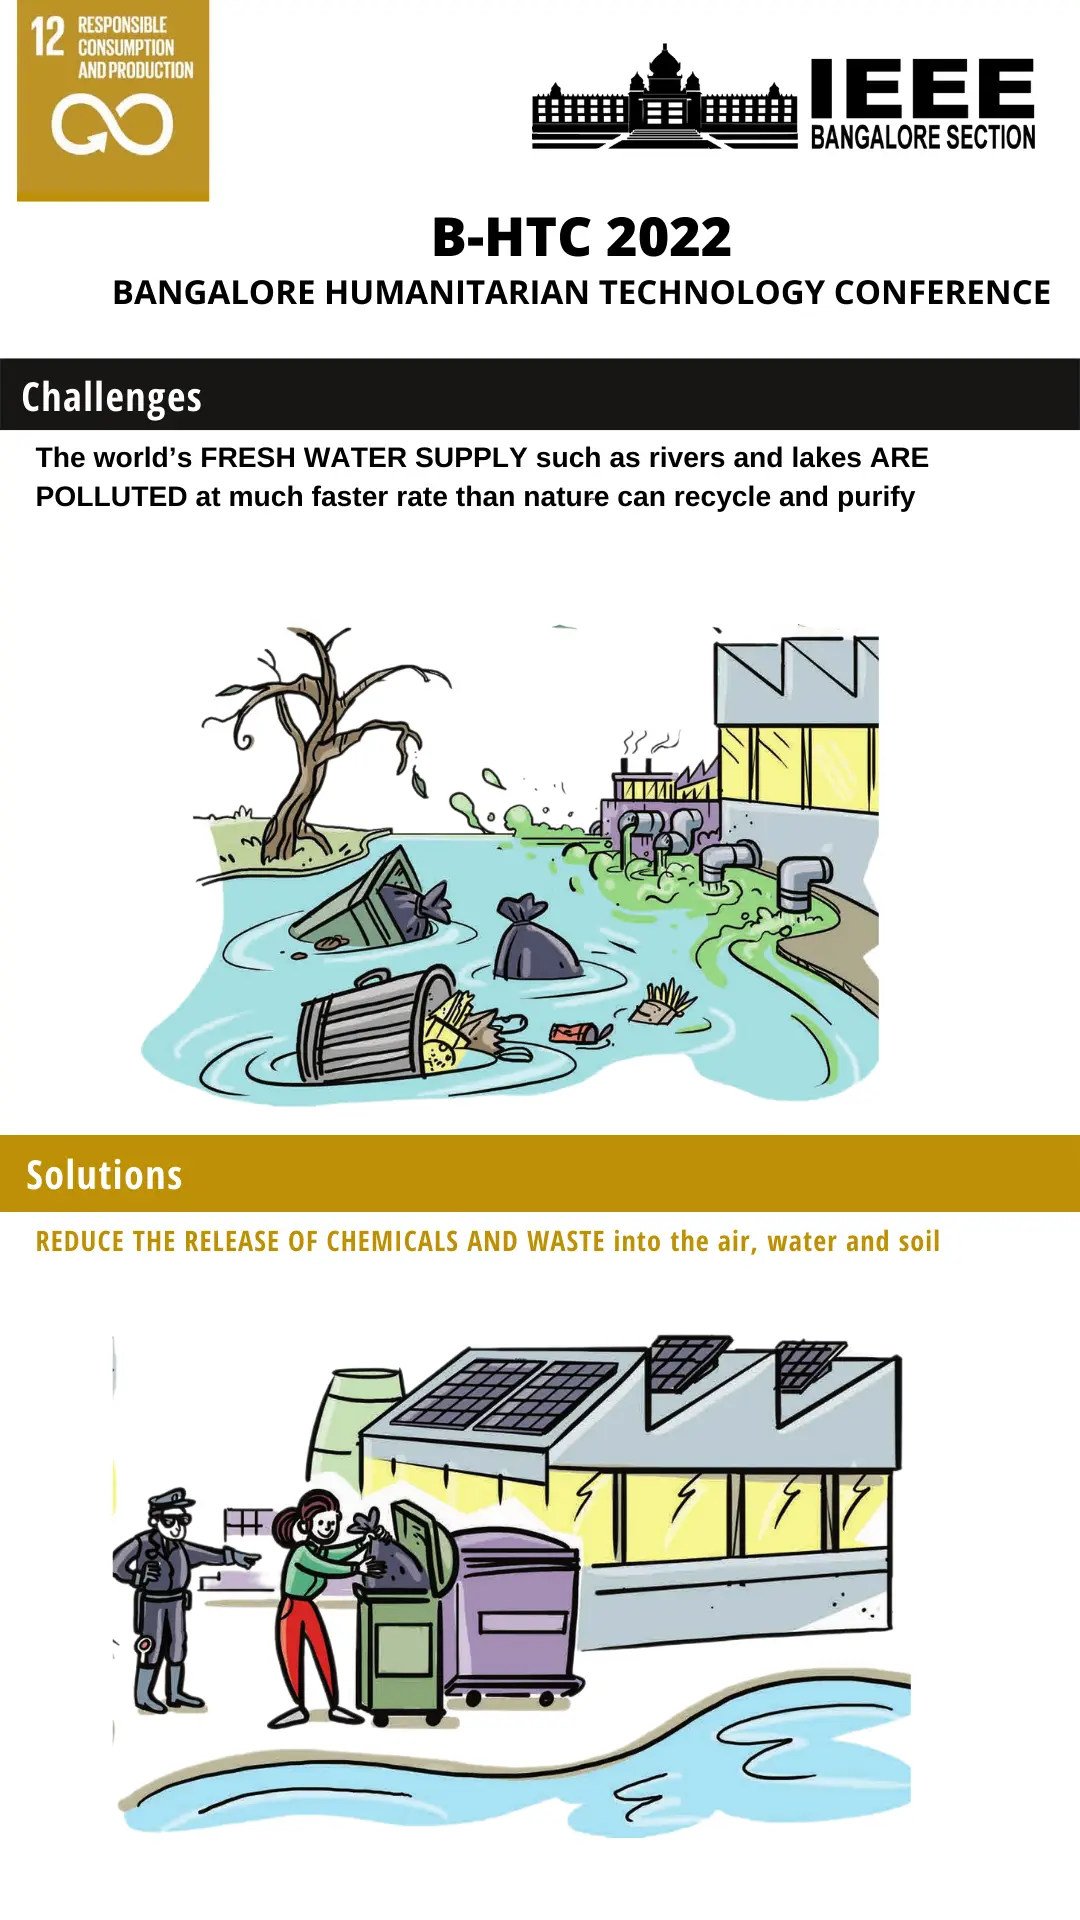 12 RESPONSIBLE
CONSUMPTION
AND PRODUCTION
IEEE
BANGALORE SECTION
B-HTC 2022
BANGALORE HUMANITARIAN TECHNOLOGY CONFERENCE
Challenges
The world’s FRESH WATER SUPPLY such as rivers and lakes ARE
POLLUTED at much faster rate than nature can recycle and purify
Solutions
REDUCE THE RELEASE OF CHEMICALS AND WASTE into the air, water and soil